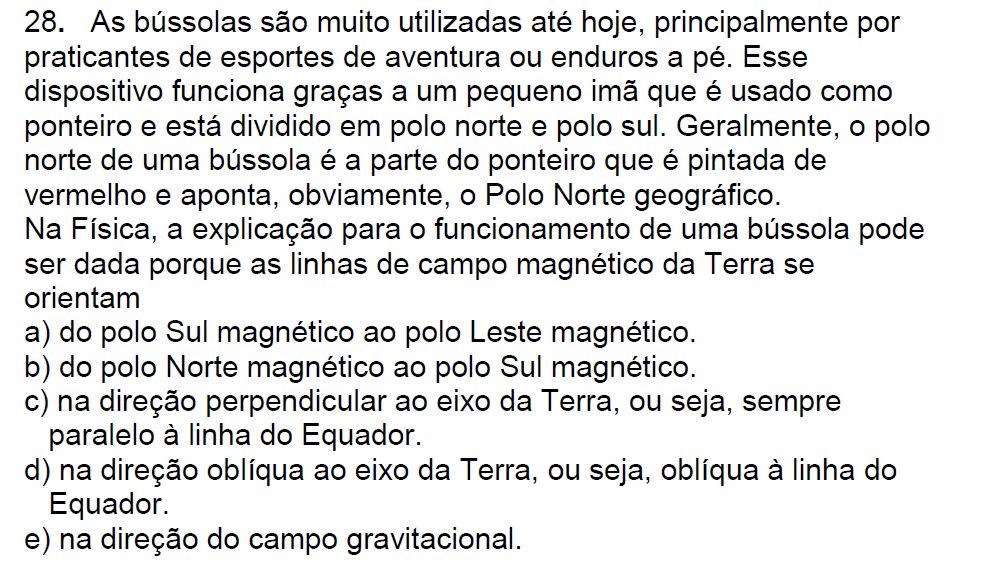 28. As bússolas são muito utilizadas até hoje, principalmente por
praticantes de esportes de aventura ou enduros a pé. Esse
dispositivo funciona graças a um pequeno imã que é usado como
ponteiro e está dividido em polo norte e polo sul. Geralmente, o polo
norte de uma bússola é a parte do ponteiro que é pintada de
vermelho e aponta, obviamente, o Polo Norte geográfico.
Na Física, a explicação para o funcionamento de uma bússola pode
ser dada porque as linhas de campo magnético da Terra se
orientam
a) do polo Sul magnético ao polo Leste magnético.
b) do polo Norte magnético ao polo Sul magnético.
c) na direção perpendicular ao eixo da Terra, ou seja, sempre
paralelo à linha do Equador.
d) na direção oblíqua ao eixo da Terra, ou seja, oblíqua à linha do
Equador.
e) na direção do campo gravitacional.